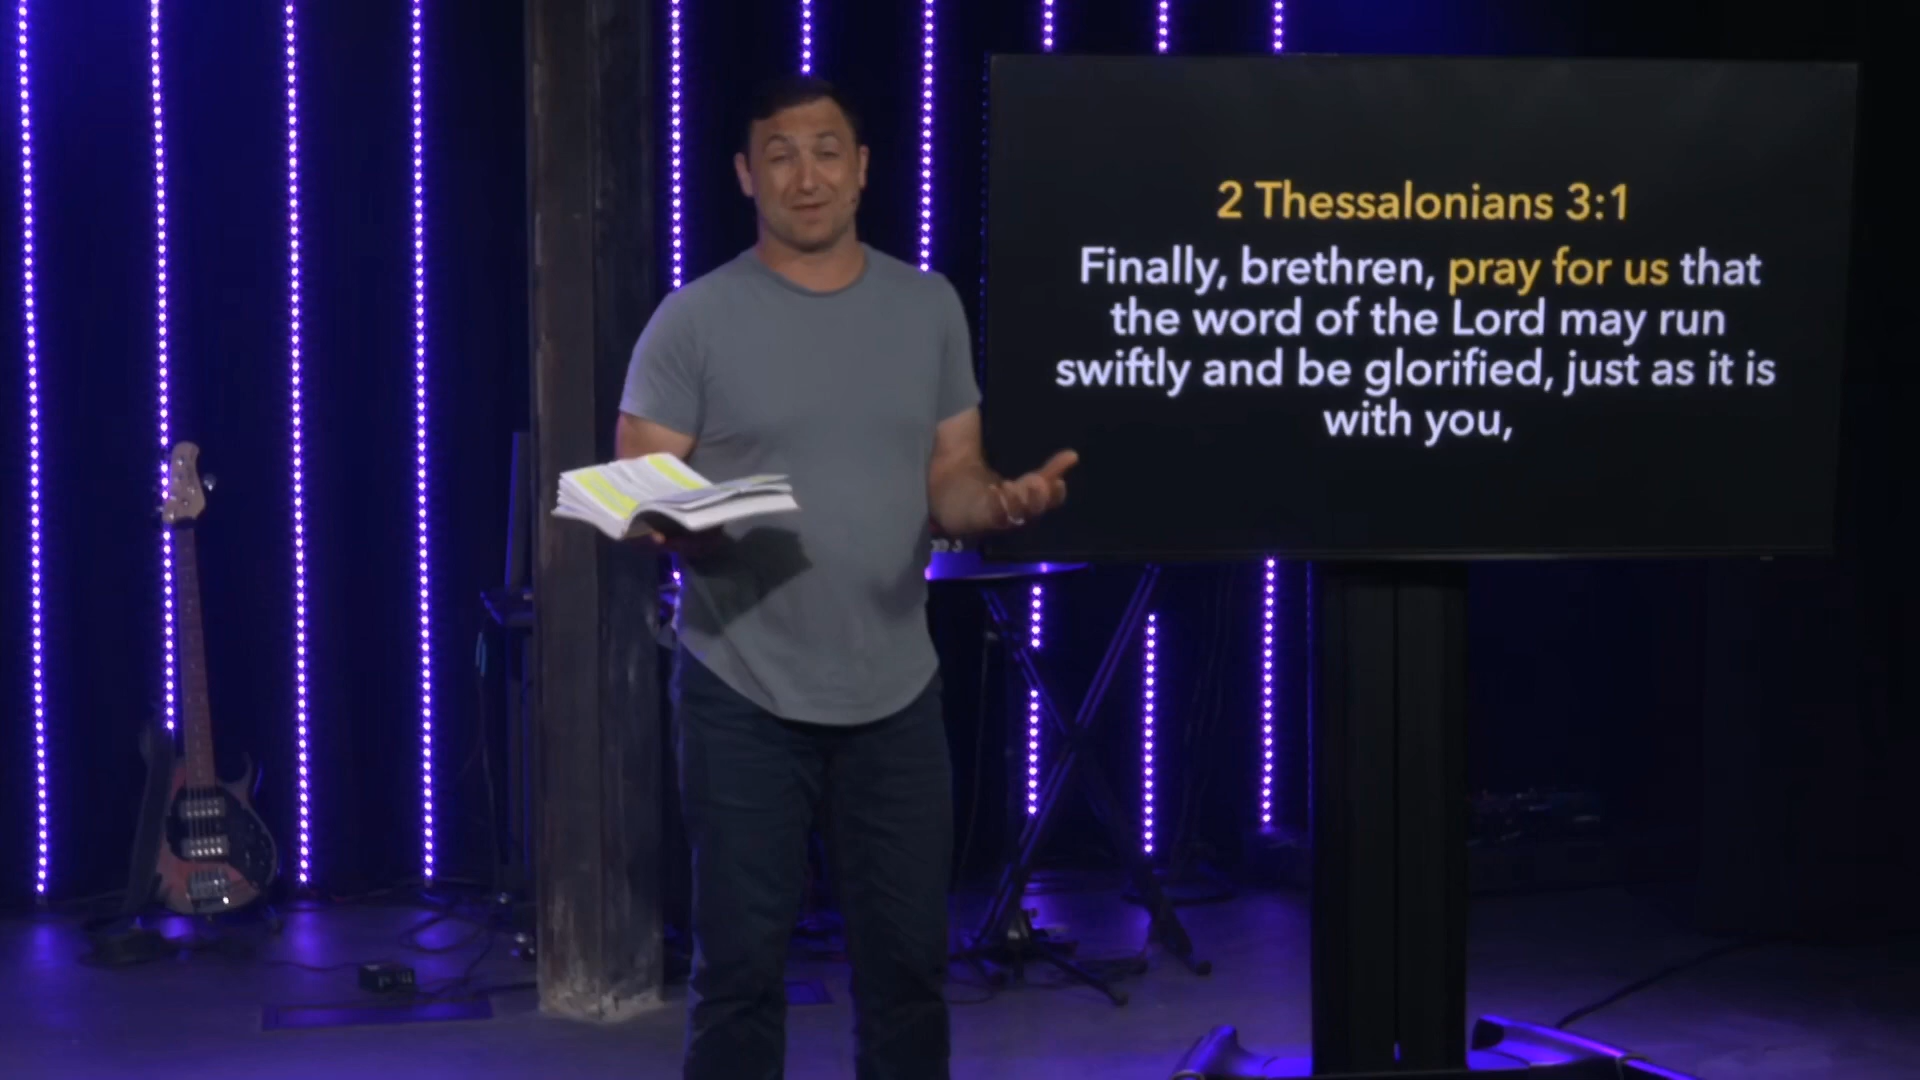 2 Thessalonians 3:1
Finally, brethren, pray for us that
the word of the Lord may run
swiftly and be glorified, just as it is
with you,